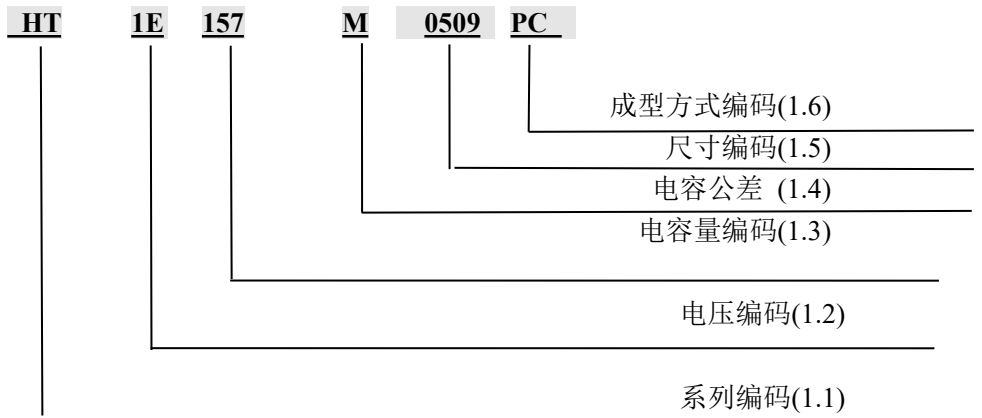 HT 1E 157 M 0509 PC
成型方式编码(1.6)
尺寸编码(1.5)
电容公差 (1.4)
电容量编码(1.3)
电压编码(1.2)
系列编码(1.1)